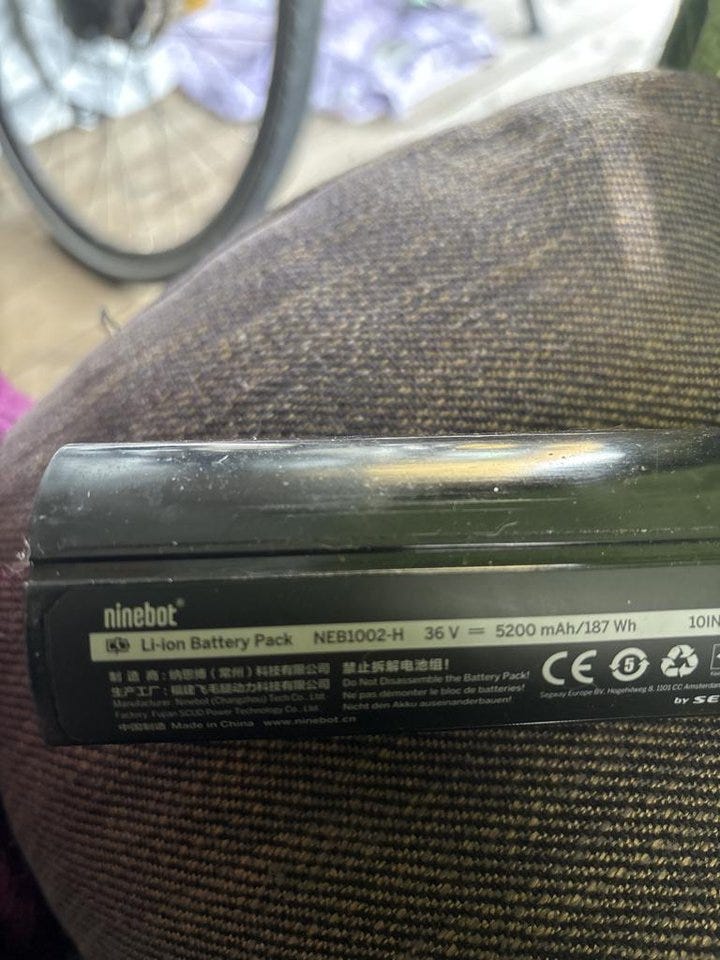 ninebot®
Li-ion Battery Pack NEB1002-H 36 V ⎓ 5200 mAh/187 Wh 10IN
制 造 商：纳恩博（常州）科技有限公司
生产工厂：福建飞毛腿动力科技有限公司
Manufacturer: Ninebot (Changzhou) Tech. Co., Ltd.
Factory: Fujian SCUD Power Technology Co., Ltd.
中国制造 Made in China www.ninebot.cn
禁止拆解电池组！
Do Not Disassemble the Battery Pack!
Ne pas démonter le bloc de batteries!
Nicht den Akku auseinanderbauen!
CE
5
Segway Europe BV, Hogehilweg 8, 1101 CC Amsterdam
by SE